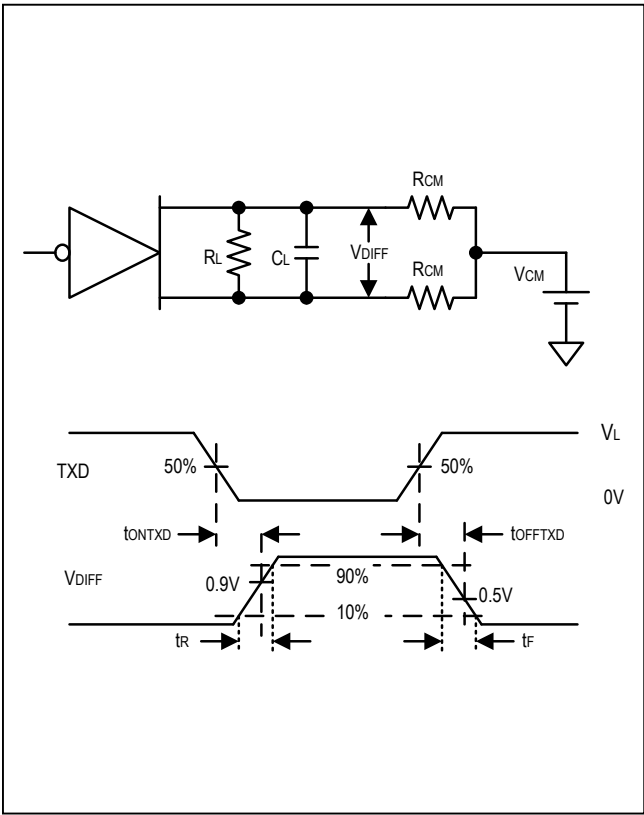 RCM
RL
CL
VDIFF
RCM
VCM
TXD
50%
50%
VL
0V
tONTXD
tOFFTXD
VDIFF
0.9V
90%
0.5V
10%
tR
tF